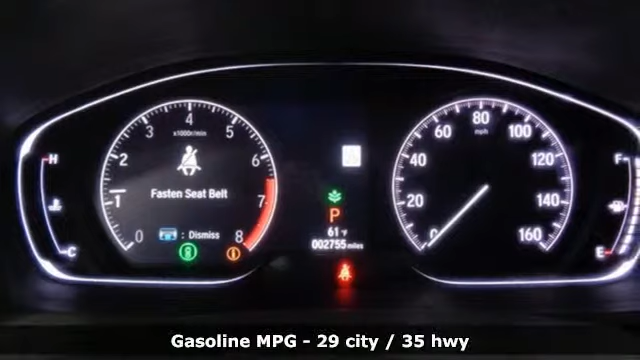 H
C
0
1
2
3
4
5
6
7
8
x1000r/min
Fasten Seat Belt
: Dismiss
P
61 °F
002755 miles
0
20
40
60
80
100
120
140
160
mph
F
E
Gasoline MPG - 29 city / 35 hwy